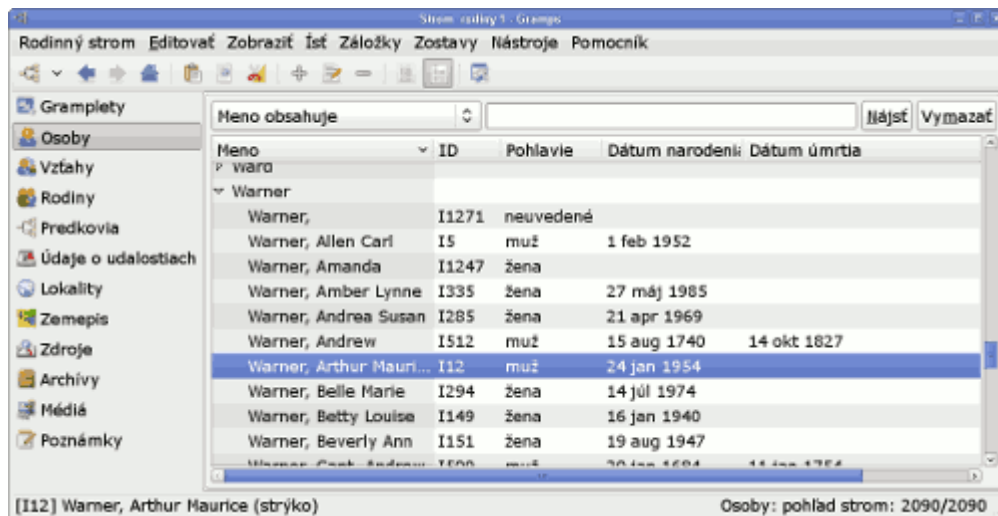 Strom rodiny 1 - Gramps
Rodinný strom Editovať Zobraziť Ísť Záložky Zostavy Nástroje Pomocník
Gramplety
Osoby
Vzťahy
Rodiny
Predkovia
Údaje o udalostiach
Lokality
Zemepis
Zdroje
Archívy
Médiá
Poznámky
Meno obsahuje Nájsť Vymazať
Meno ID Pohlavie Dátum narodenia Dátum úmrtia
Ward
Warner
Warner, I1271 neuvedené
Warner, Allen Carl I5 muž 1 feb 1952
Warner, Amanda I1247 žena
Warner, Amber Lynne I335 žena 27 máj 1985
Warner, Andrea Susan I285 žena 21 apr 1969
Warner, Andrew I512 muž 15 aug 1740 14 okt 1827
Warner, Arthur Mauri... I12 muž 24 jan 1954
Warner, Belle Marie I294 žena 14 júl 1974
Warner, Betty Louise I149 žena 16 jan 1940
Warner, Beverly Ann I151 žena 19 aug 1947
Warner, Capt. Andrew muž
[I12] Warner, Arthur Maurice (strýko) Osoby: pohľad strom: 2090/2090